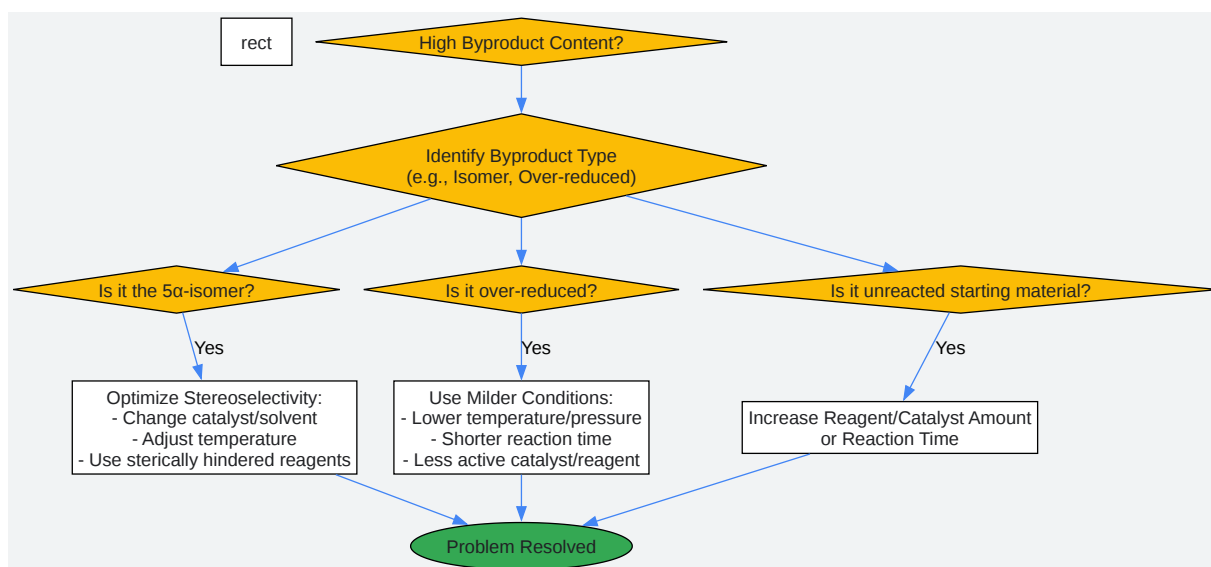 rect
High Byproduct Content?
Identify Byproduct Type
(e.g., Isomer, Over-reduced)
Is it the 5α-isomer?
Is it over-reduced?
Is it unreacted starting material?
Yes
Yes
Yes
Optimize Stereoselectivity:
- Change catalyst/solvent
- Adjust temperature
- Use sterically hindered reagents
Use Milder Conditions:
- Lower temperature/pressure
- Shorter reaction time
- Less active catalyst/reagent
Increase Reagent/Catalyst Amount
or Reaction Time
Problem Resolved